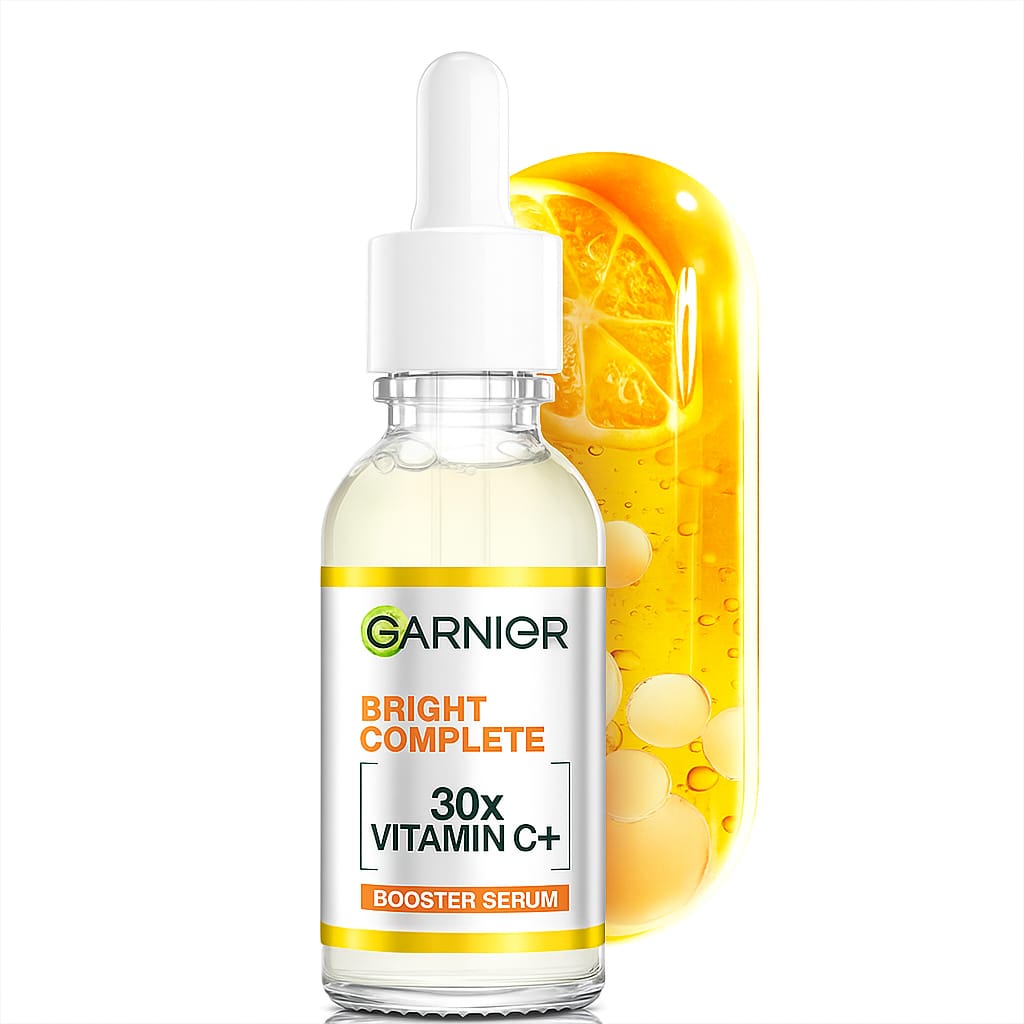 GARNIER
BRIGHT
COMPLETE
30x
VITAMIN C+
BOOSTER SERUM